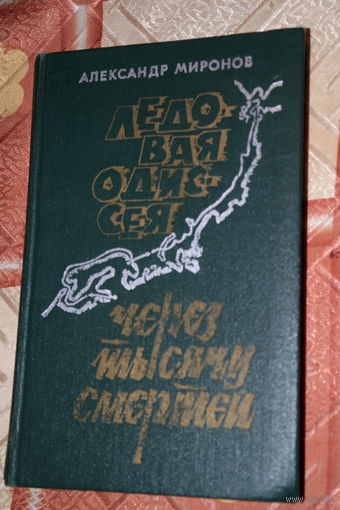 АЛЕКСАНДР МИРОНОВ
ЛЕДО-
ВАЯ
ОДИС-
СЕЯ
через
тысячу
смертей